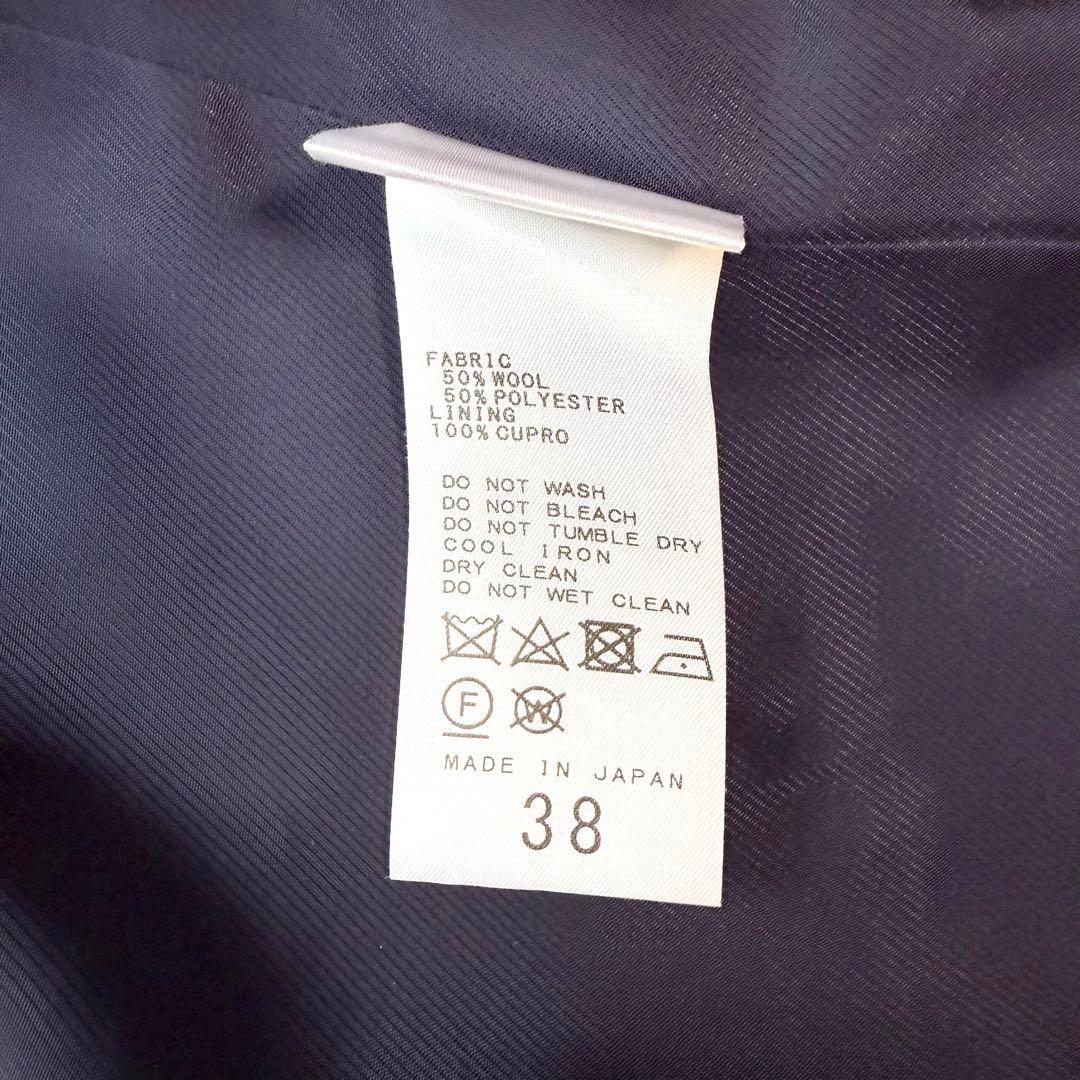 FABRIC
50% WOOL
50% POLYESTER
LINING
100% CUPRO
DO NOT WASH
DO NOT BLEACH
DO NOT TUMBLE DRY
COOL IRON
DRY CLEAN
DO NOT WET CLEAN
F W
MADE IN JAPAN
38